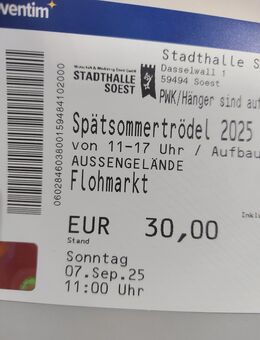 ventim
Stadthalle S
Dasselwall 1
59494 Soest
STADTHALLE
SOEST
PWK/Hänger sind auf
Spätsommertrödel 2025
von 11-17 Uhr / Aufbau
AUSSENGELÄNDE
Flohmarkt
EUR 30,00
Inkl
Stand
Sonntag
07.Sep.25
11:00 Uhr